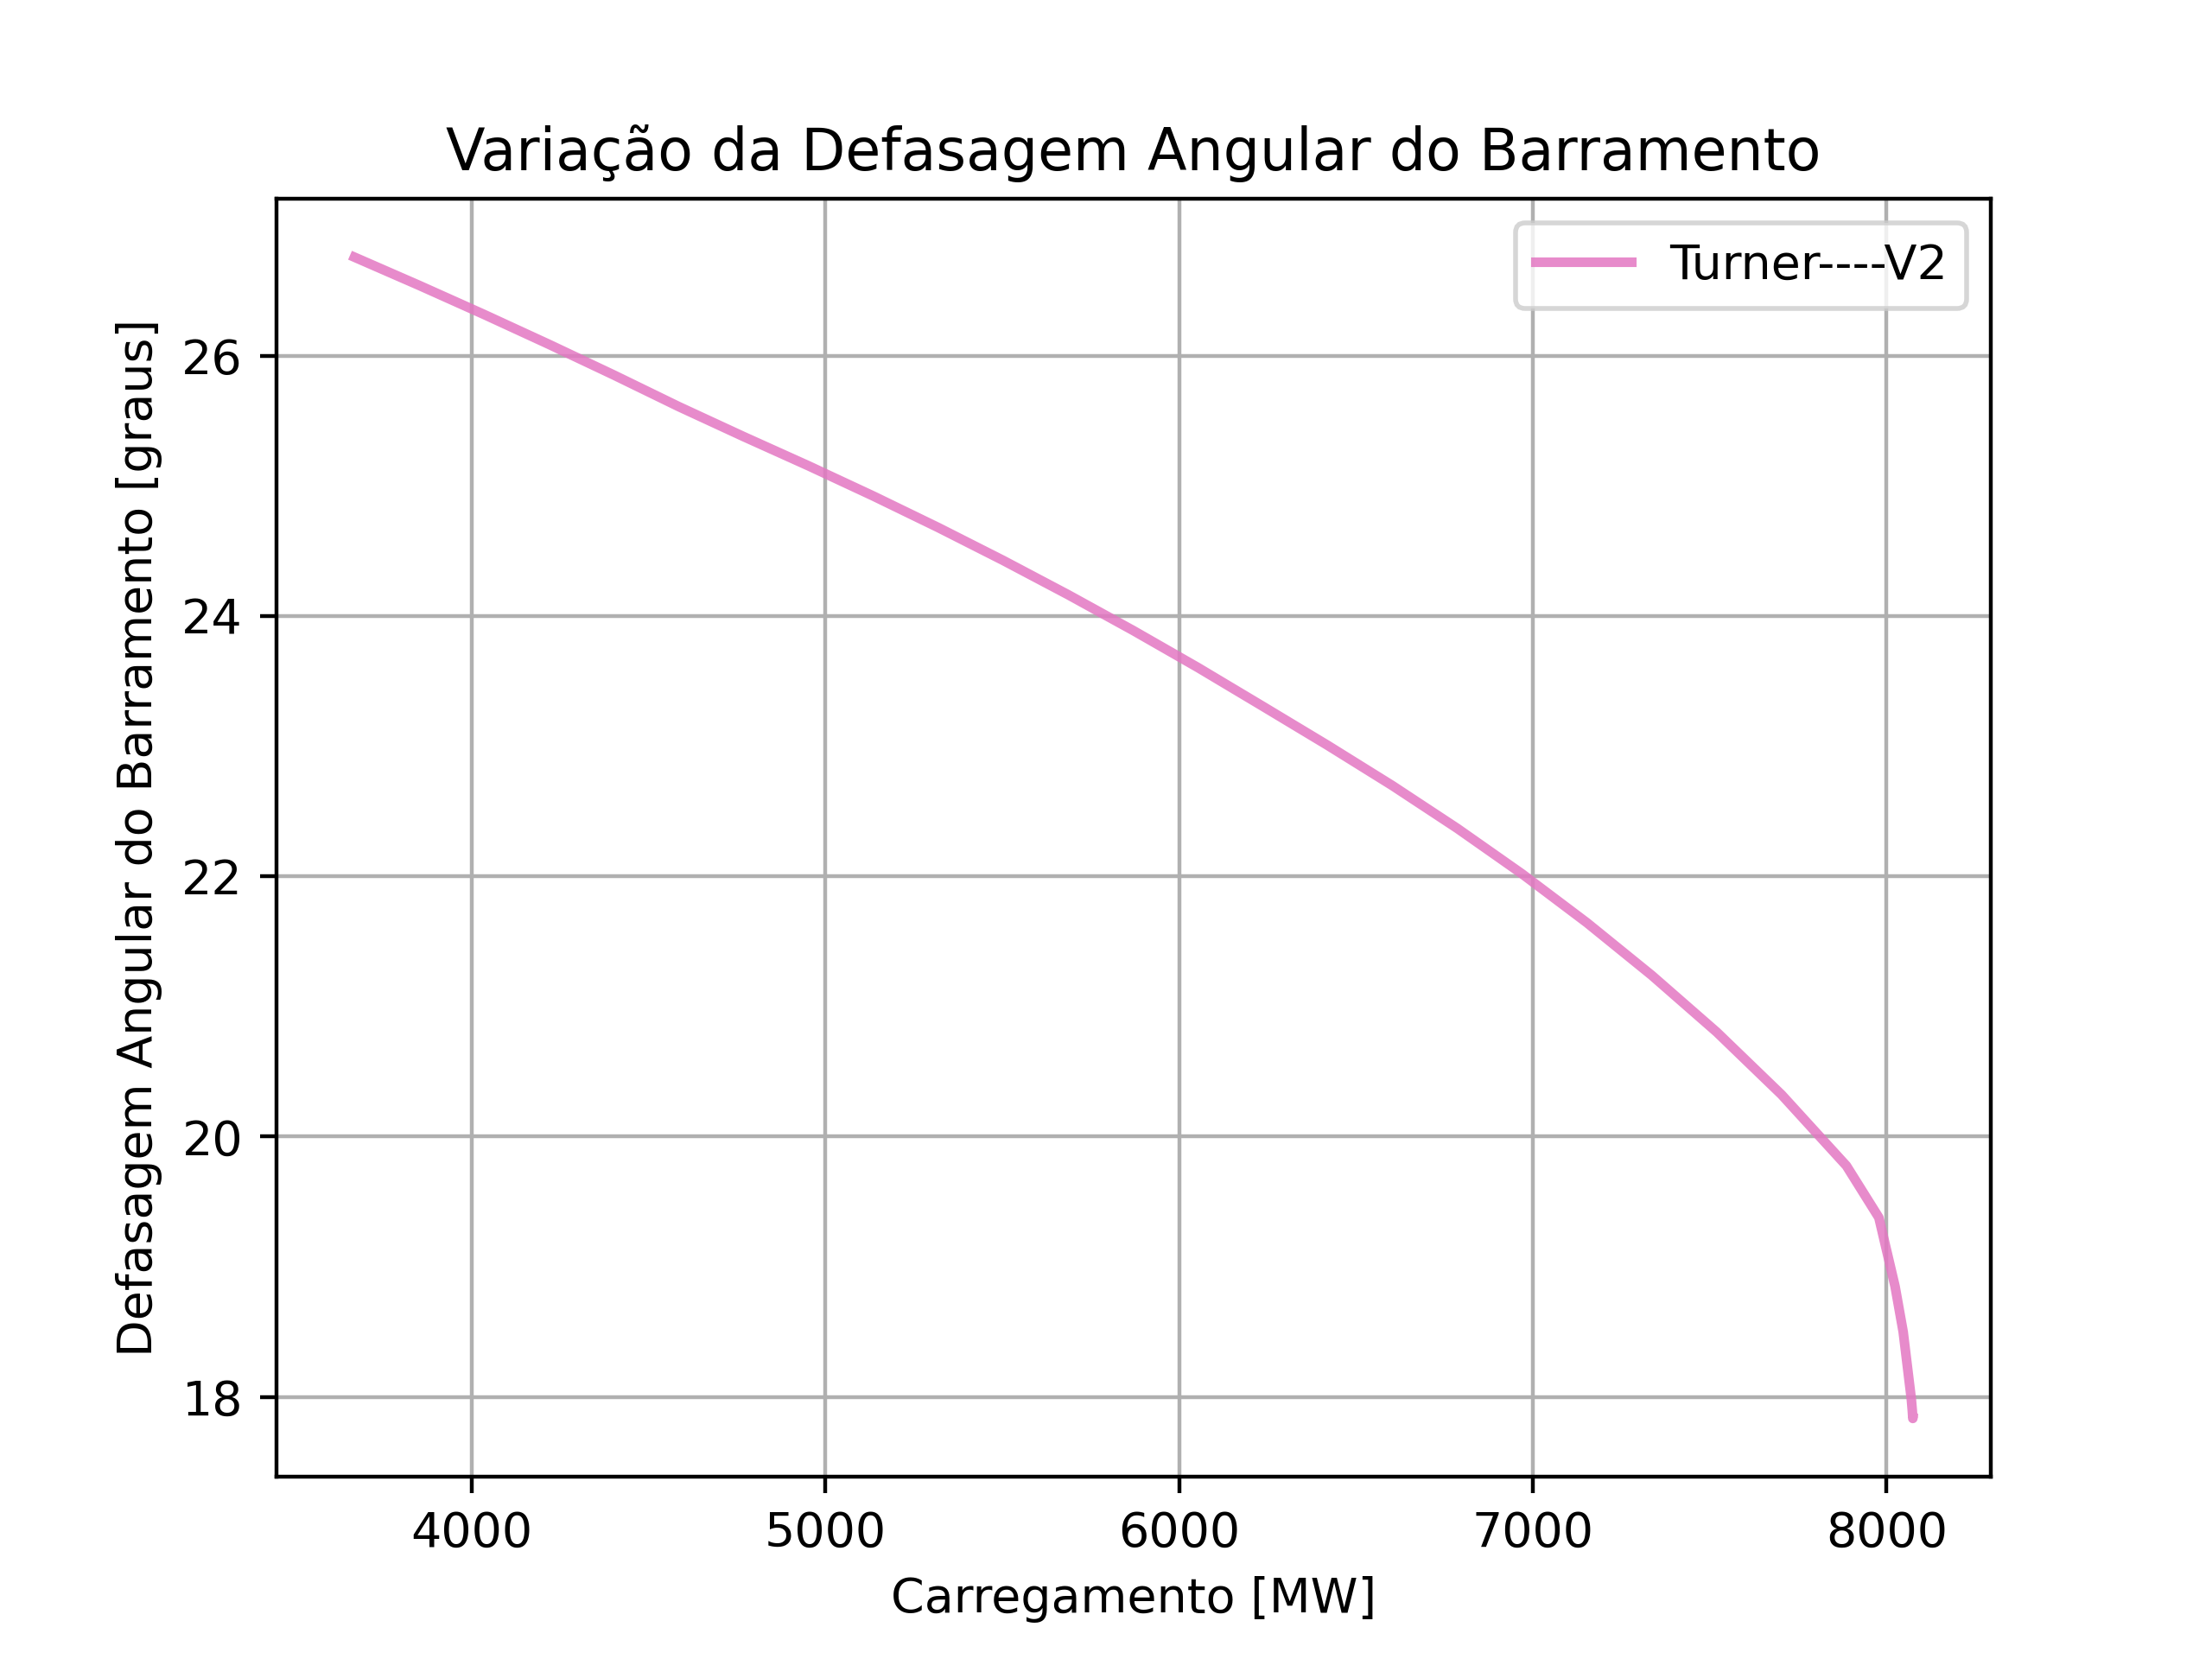 Variação da Defasagem Angular do Barramento
Turner----V2
Defasagem Angular do Barramento [graus]
26
24
22
20
18
4000 5000 6000 7000 8000
Carregamento [MW]